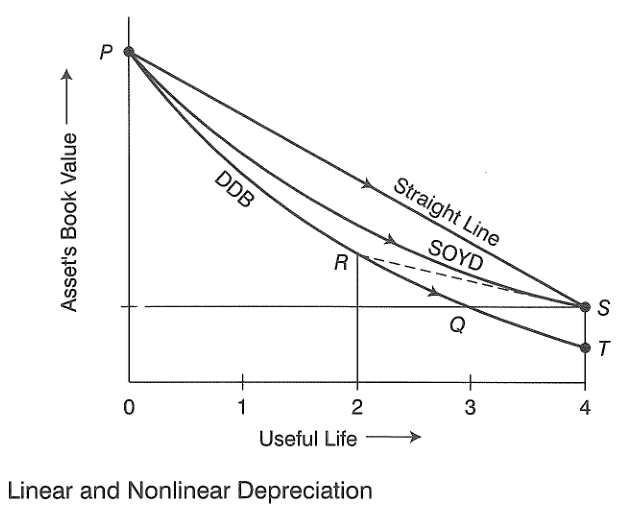 P
Asset's Book Value
Straight Line
DDB
SOYD
R
S
Q
T
0 1 2 3 4
Useful Life
Linear and Nonlinear Depreciation